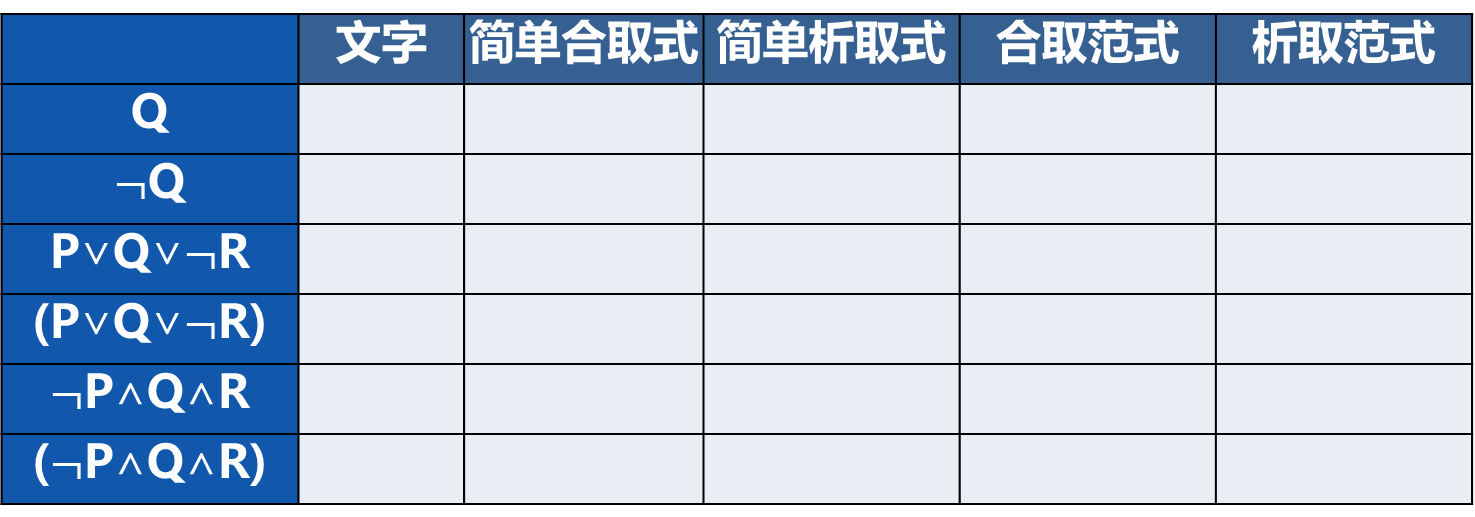 文字 简单合取式 简单析取式 合取范式 析取范式
Q
¬Q
P∨Q∨¬R
(P∨Q∨¬R)
¬P∧Q∧R
(¬P∧Q∧R)